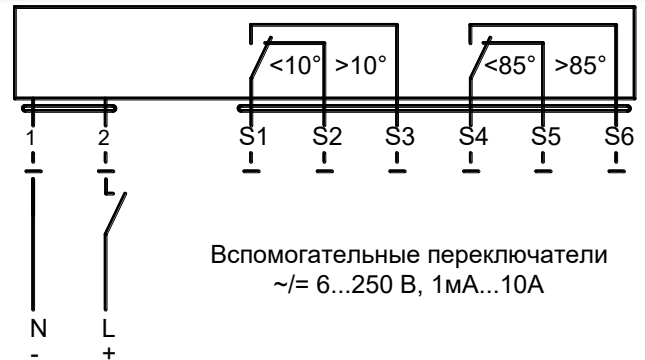 <10° >10° <85° >85°
1 2 S1 S2 S3 S4 S5 S6
Вспомогательные переключатели
~/= 6...250 В, 1мА...10А
N L
- +